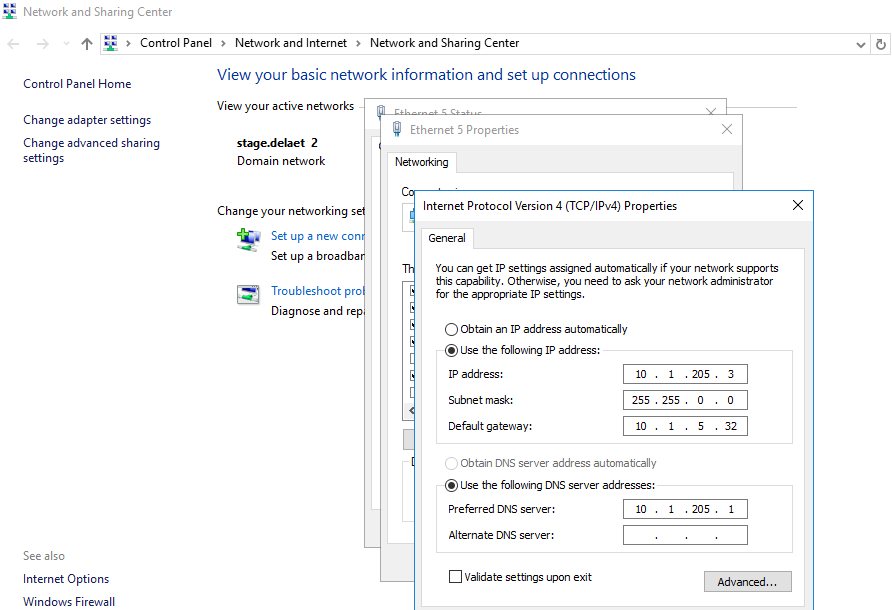 Network and Sharing Center
Control Panel > Network and Internet > Network and Sharing Center
Control Panel Home
Change adapter settings
Change advanced sharing
settings
See also
Internet Options
Windows Firewall
View your basic network information and set up connections
View your active networks
stage.delaet 2
Domain network
Change your networking set
Set up a new conn
Set up a broadban
Troubleshoot prob
Diagnose and repa
Ethernet 5 Status
Ethernet 5 Properties
Networking
Th
Internet Protocol Version 4 (TCP/IPv4) Properties
General
You can get IP settings assigned automatically if your network supports
this capability. Otherwise, you need to ask your network administrator
for the appropriate IP settings.
Obtain an IP address automatically
Use the following IP address:
IP address: 10 . 1 . 205 . 3
Subnet mask: 255 . 255 . 0 . 0
Default gateway: 10 . 1 . 5 . 32
Obtain DNS server address automatically
Use the following DNS server addresses:
Preferred DNS server: 10 . 1 . 205 . 1
Alternate DNS server: . . .
Validate settings upon exit
Advanced...